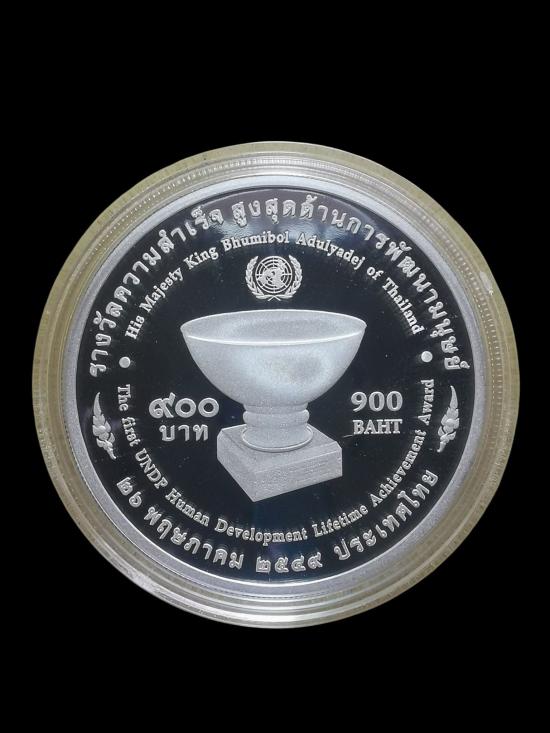 รางวัลความสำเร็จ สูงสุดด้านการพัฒนามนุษย์
His Majesty King Bhumibol Adulyadej of Thailand
๙๐๐
บาท
900
BAHT
The first UNDP Human Development Lifetime Achievement Award
๒๖ พฤษภาคม ๒๕๔๙ ประเทศไทย